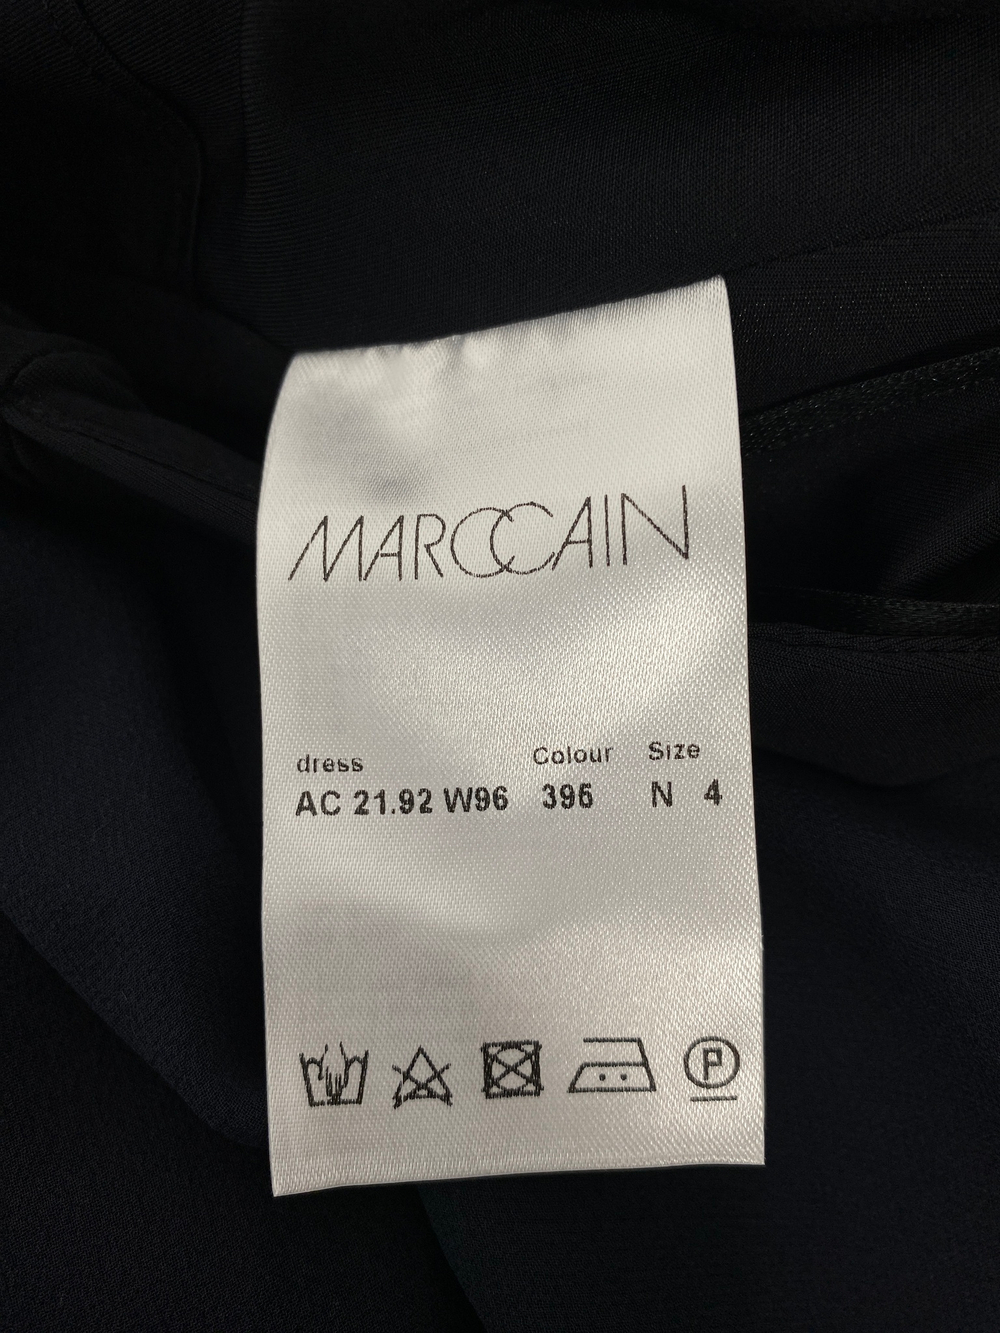 MARCCAIN
dress Colour Size
AC 21.92 W96 396 N 4
P